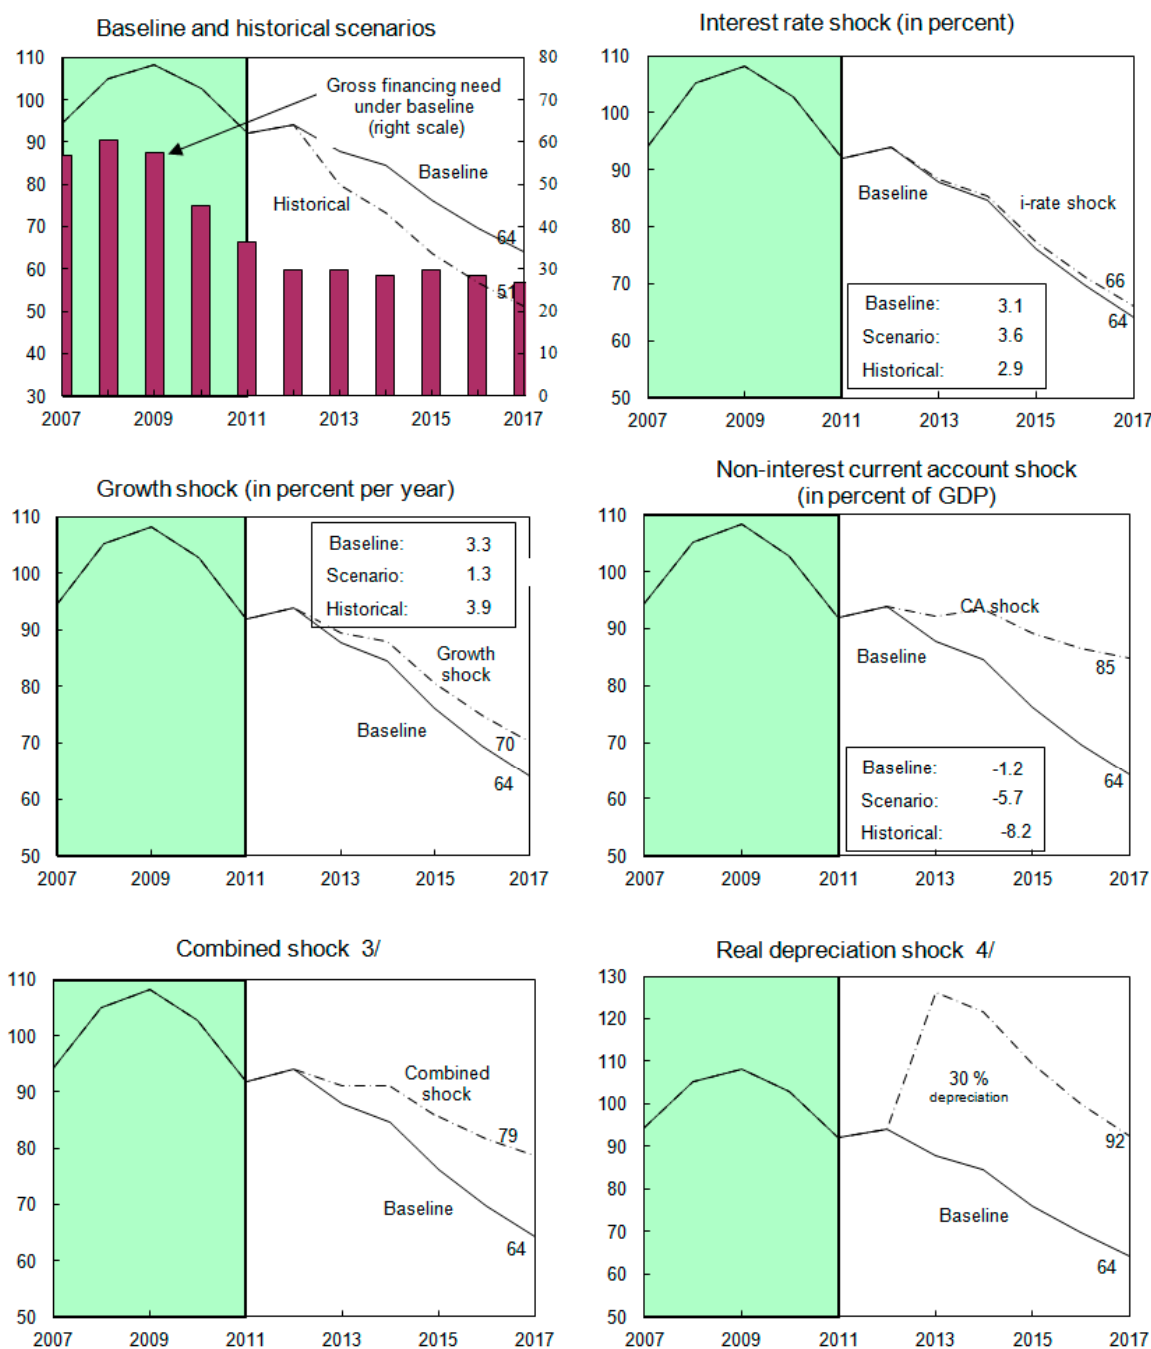 Baseline and historical scenarios
110
100
90
80
70
60
50
40
30
80
70
60
50
40
30
20
10
0
Gross financing need
under baseline
(right scale)
Baseline
Historical
64
51
2007 2009 2011 2013 2015 2017
Interest rate shock (in percent)
110
100
90
80
70
60
50
Baseline
i-rate shock
66
64
Baseline: 3.1
Scenario: 3.6
Historical: 2.9
2007 2009 2011 2013 2015 2017
Growth shock (in percent per year)
110
100
90
80
70
60
50
Baseline: 3.3
Scenario: 1.3
Historical: 3.9
Growth
shock
Baseline
70
64
2007 2009 2011 2013 2015 2017
Non-interest current account shock
(in percent of GDP)
110
100
90
80
70
60
50
CA shock
Baseline
85
64
Baseline: -1.2
Scenario: -5.7
Historical: -8.2
2007 2009 2011 2013 2015 2017
Combined shock 3/
110
100
90
80
70
60
50
Combined
shock
79
Baseline
64
2007 2009 2011 2013 2015 2017
Real depreciation shock 4/
130
120
110
100
90
80
70
60
50
30 %
depreciation
92
Baseline
64
2007 2009 2011 2013 2015 2017